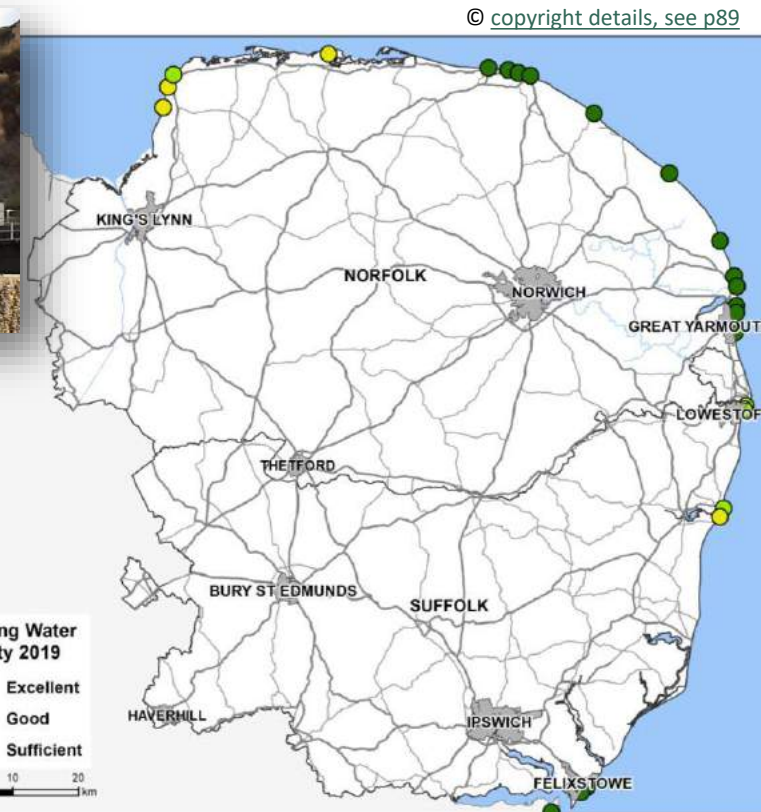 © copyright details, see p89
KING'S LYNN
NORFOLK
NORWICH
GREAT YARMOUT
LOWESTOF
THETFORD
BURY ST EDMUNDS
SUFFOLK
ng Water
ty 2019
Excellent
Good
Sufficient
HAVERHILL
IPSWICH
FELIXSTOWE
10 20
km